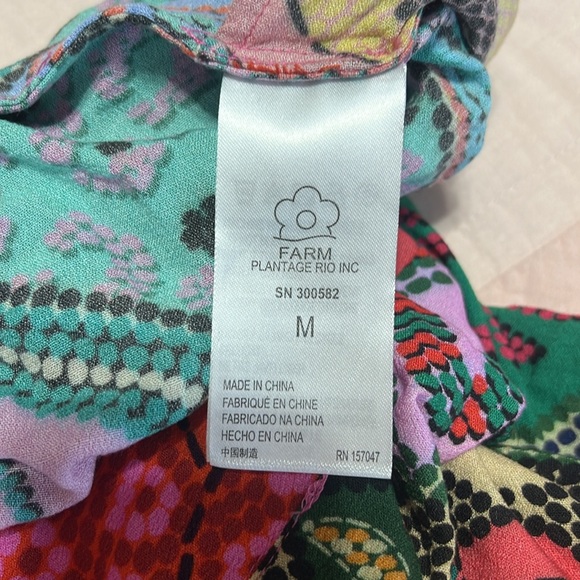 FARM
PLANTAGE RIO INC
SN 300582
M
MADE IN CHINA
FABRIQUÉ EN CHINE
FABRICADO NA CHINA
HECHO EN CHINA
中国制造 RN 157047